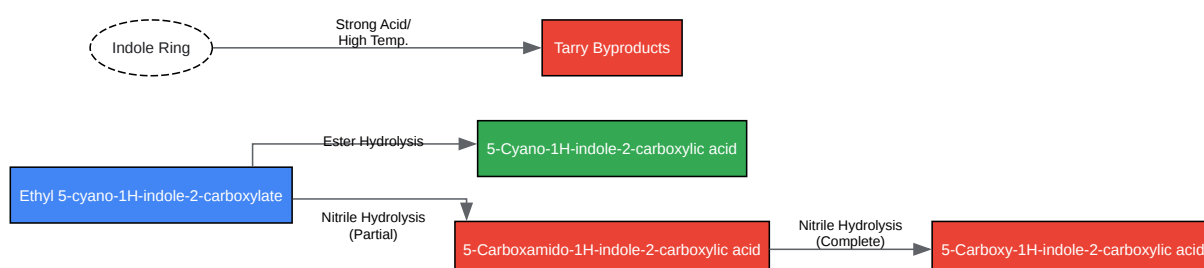 Strong Acid/
High Temp.
Indole Ring
Tarry Byproducts
Ester Hydrolysis
5-Cyano-1H-indole-2-carboxylic acid
Ethyl 5-cyano-1H-indole-2-carboxylate
Nitrile Hydrolysis
(Partial)
5-Carboxamido-1H-indole-2-carboxylic acid
Nitrile Hydrolysis
(Complete)
5-Carboxy-1H-indole-2-carboxylic acid